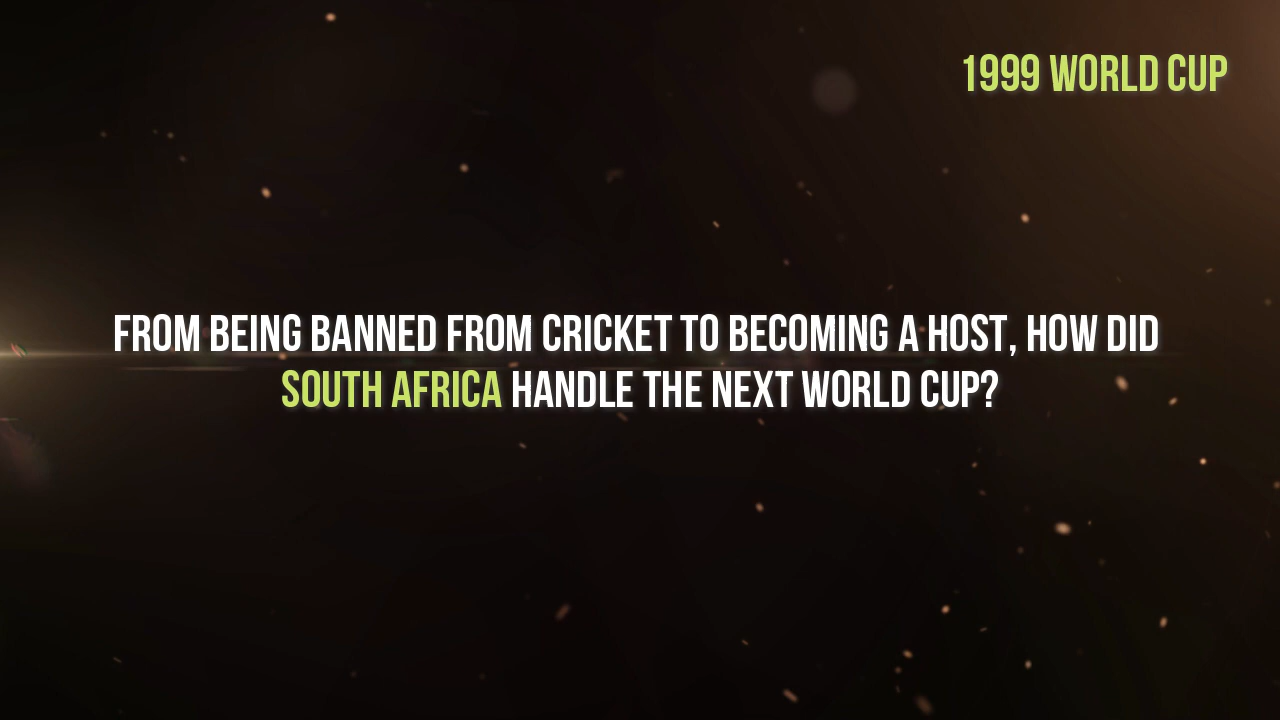 1999 WORLD CUP
FROM BEING BANNED FROM CRICKET TO BECOMING A HOST, HOW DID
SOUTH AFRICA HANDLE THE NEXT WORLD CUP?